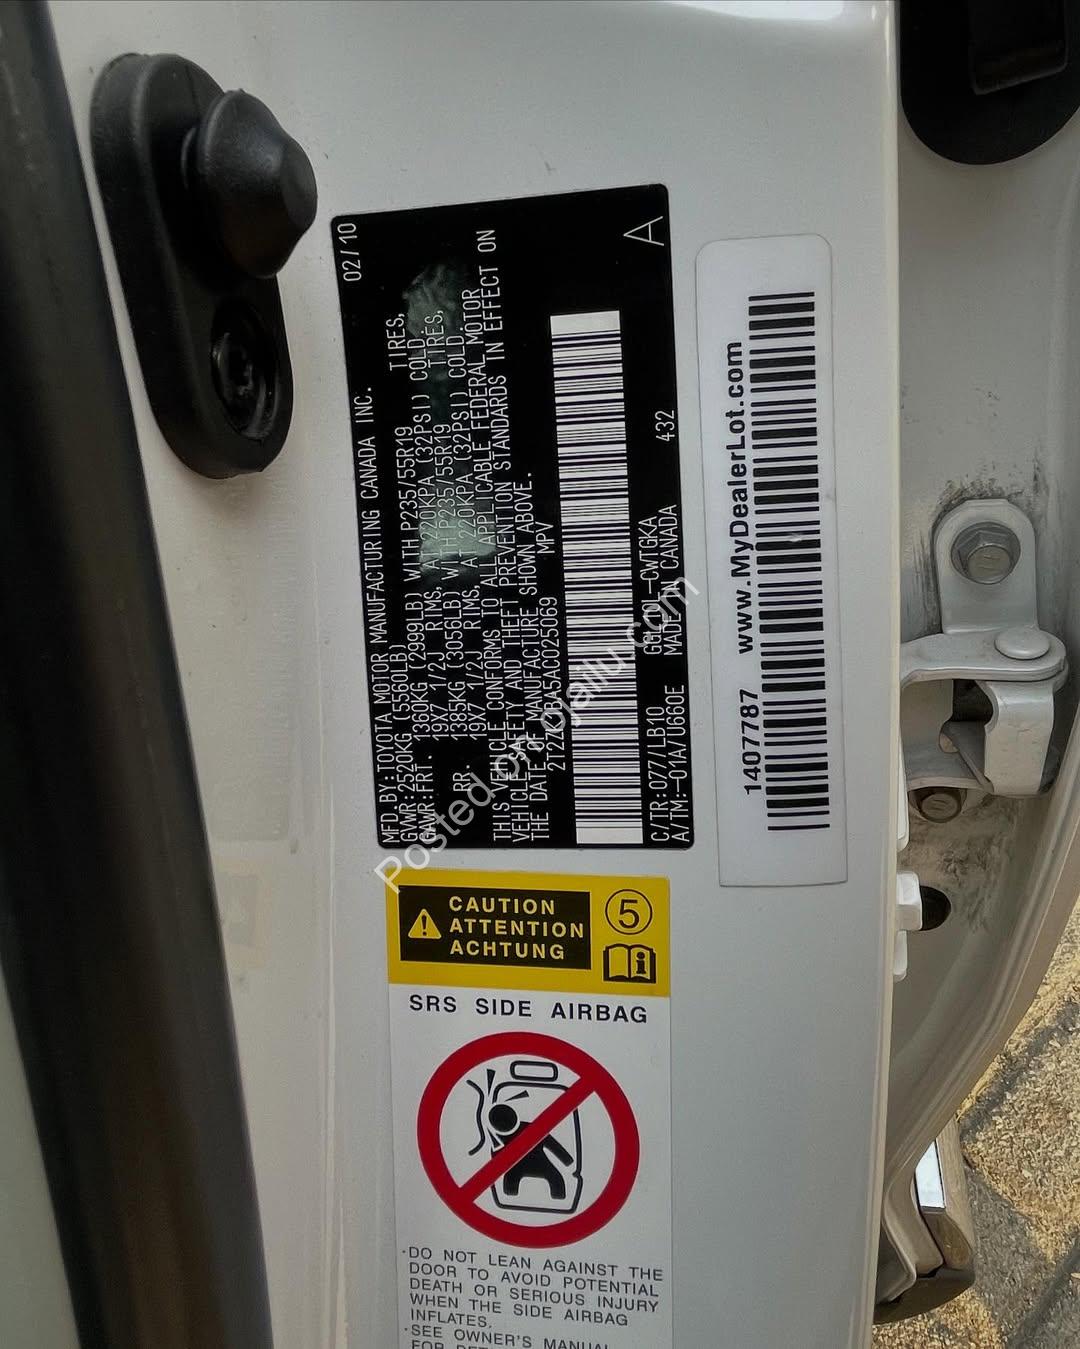 MFD.BY:TOYOTA MOTOR MANUFACTURING CANADA INC. 02/10
GVWR:2520KG (5560LB)
GAWR:FRT. 1360KG (2999LB) WITH P235/55R19 TIRES,
19X7 1/2J RIMS, AT 220KPA (32PSI) COLD.
RR. 1385KG (3056LB) WITH P235/55R19 TIRES,
19X7 1/2J RIMS, AT 220KPA (32PSI) COLD.
THIS VEHICLE CONFORMS TO ALL APPLICABLE FEDERAL MOTOR
VEHICLE SAFETY AND THEFT PREVENTION STANDARDS IN EFFECT ON
THE DATE OF MANUFACTURE SHOWN ABOVE.
MPV
C/TR:077/LB10
432
A/TM:-01A/U660E MADE IN CANADA
A
1407787 www.MyDealerLot.com
Posted on ojaillu.com
CAUTION
ATTENTION
ACHTUNG
5
i
SRS SIDE AIRBAG
·DO NOT LEAN AGAINST THE
DOOR TO AVOID POTENTIAL
DEATH OR SERIOUS INJURY
WHEN THE SIDE AIRBAG
INFLATES.
·SEE OWNER'S MANUAL